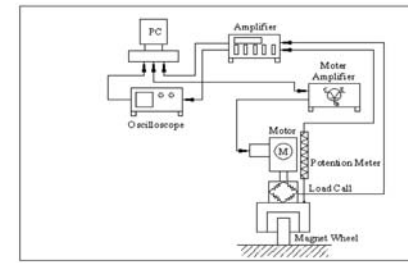 PC
Amplifier
Moter
Amplifier
Oscilloscope
Motor
M
Potention Meter
Load Call
Magnet Wheel